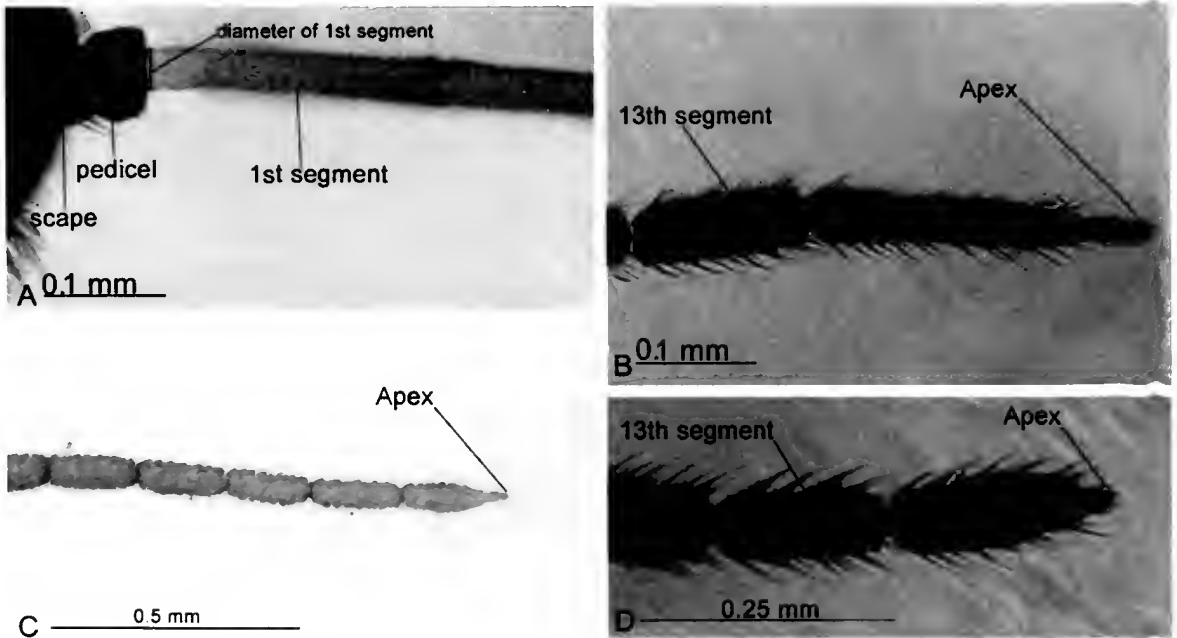 diameter of 1st segment
pedicel
1st segment
scape
A 0.1 mm
Apex
13th segment
B 0.1 mm
Apex
C 0.5 mm
Apex
13th segment
D 0.25 mm